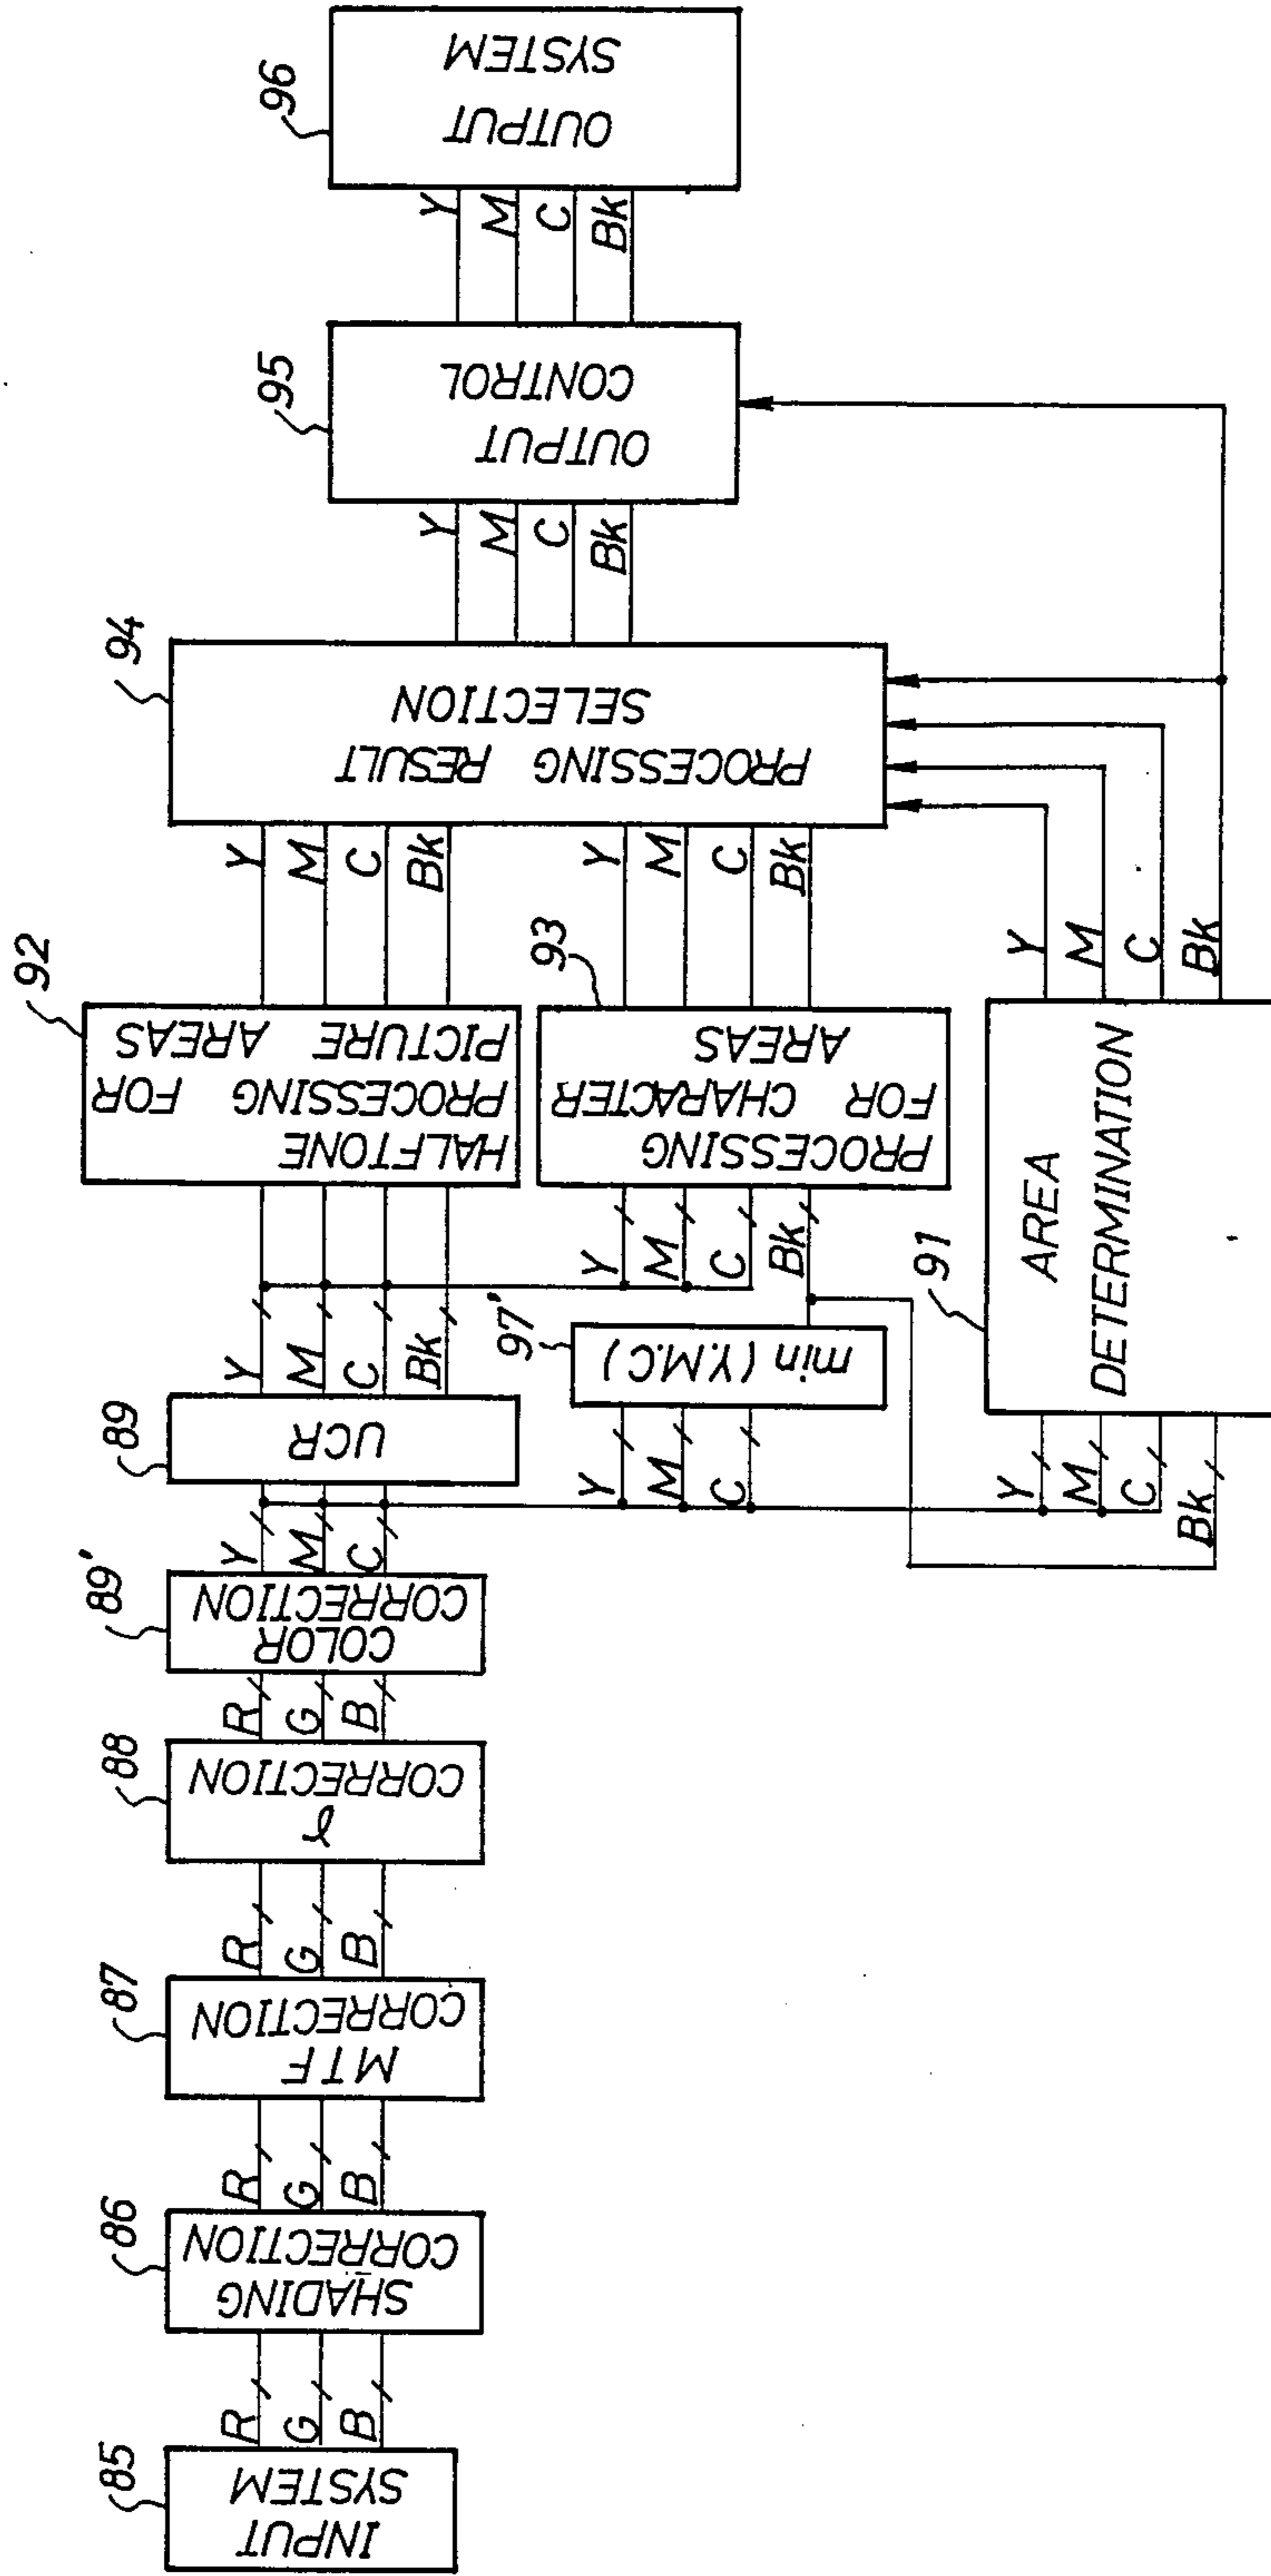 85
INPUT
SYSTEM
R
G
B
86
SHADING
CORRECTION
R
G
B
87
MTF
CORRECTION
R
G
B
88
γ
CORRECTION
R
G
B
89'
COLOR
CORRECTION
Y
M
C
89
UCR
Y
M
C
Bk
92
HALFTONE
PROCESSING FOR
PICTURE AREAS
Y
M
C
Bk
Y
M
C
97'
min (Y.M.C)
Y
M
C
Bk
93
PROCESSING
FOR CHARACTER
AREAS
Y
M
C
Bk
Y
M
C
Bk
91
AREA
DETERMINATION
Y
M
C
Bk
94
PROCESSING RESULT
SELECTION
Y
M
C
Bk
95
OUTPUT
CONTROL
Y
M
C
Bk
96
OUTPUT
SYSTEM